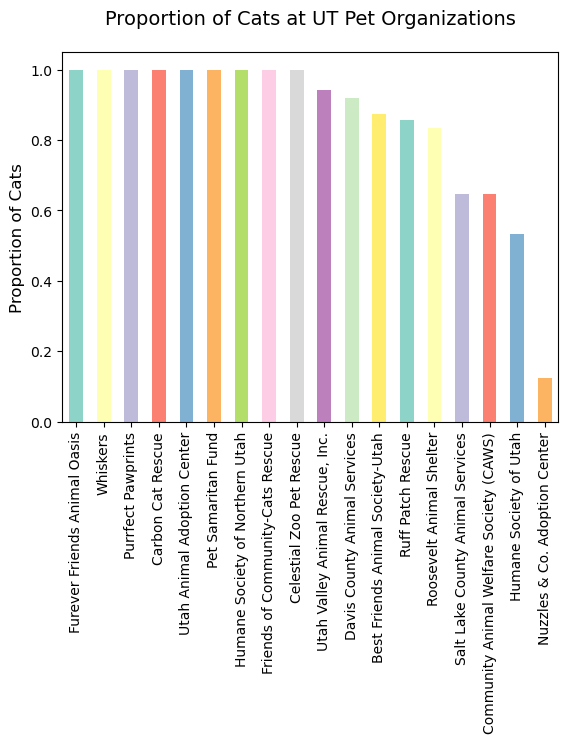 Proportion of Cats at UT Pet Organizations
Proportion of Cats
1.0
0.8
0.6
0.4
0.2
0.0
Furever Friends Animal Oasis
Whiskers
Purrfect Pawprints
Carbon Cat Rescue
Utah Animal Adoption Center
Pet Samaritan Fund
Humane Society of Northern Utah
Friends of Community-Cats Rescue
Celestial Zoo Pet Rescue
Utah Valley Animal Rescue, Inc.
Davis County Animal Services
Best Friends Animal Society-Utah
Ruff Patch Rescue
Roosevelt Animal Shelter
Salt Lake County Animal Services
Community Animal Welfare Society (CAWS)
Humane Society of Utah
Nuzzles & Co. Adoption Center